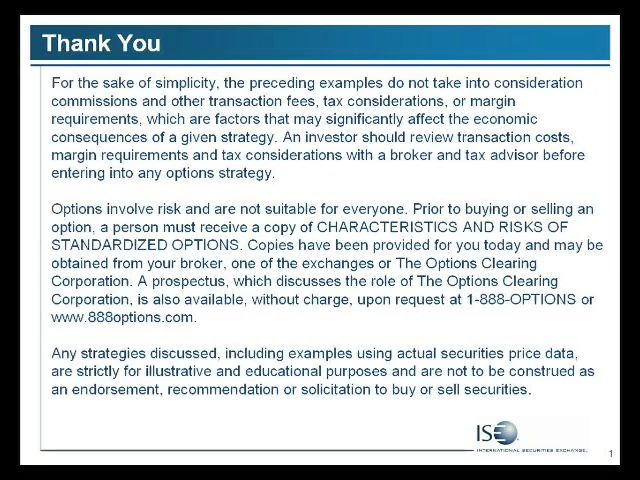 Thank You
For the sake of simplicity, the preceding examples do not take into consideration
commissions and other transaction fees, tax considerations, or margin
requirements, which are factors that may significantly affect the economic
consequences of a given strategy. An investor should review transaction costs,
margin requirements and tax considerations with a broker and tax advisor before
entering into any options strategy.
Options involve risk and are not suitable for everyone. Prior to buying or selling an
option, a person must receive a copy of CHARACTERISTICS AND RISKS OF
STANDARDIZED OPTIONS. Copies have been provided for you today and may be
obtained from your broker, one of the exchanges or The Options Clearing
Corporation. A prospectus, which discusses the role of The Options Clearing
Corporation, is also available, without charge, upon request at 1-888-OPTIONS or
www.888options.com.
Any strategies discussed, including examples using actual securities price data,
are strictly for illustrative and educational purposes and are not to be construed as
an endorsement, recommendation or solicitation to buy or sell securities.
ISE
INTERNATIONAL SECURITIES EXCHANGE.
1